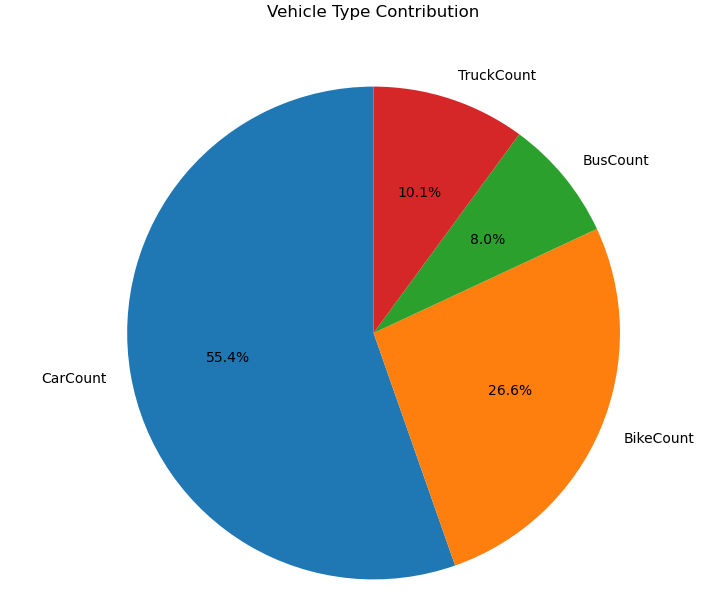 Vehicle Type Contribution
TruckCount
BusCount
10.1%
8.0%
55.4%
CarCount
26.6%
BikeCount